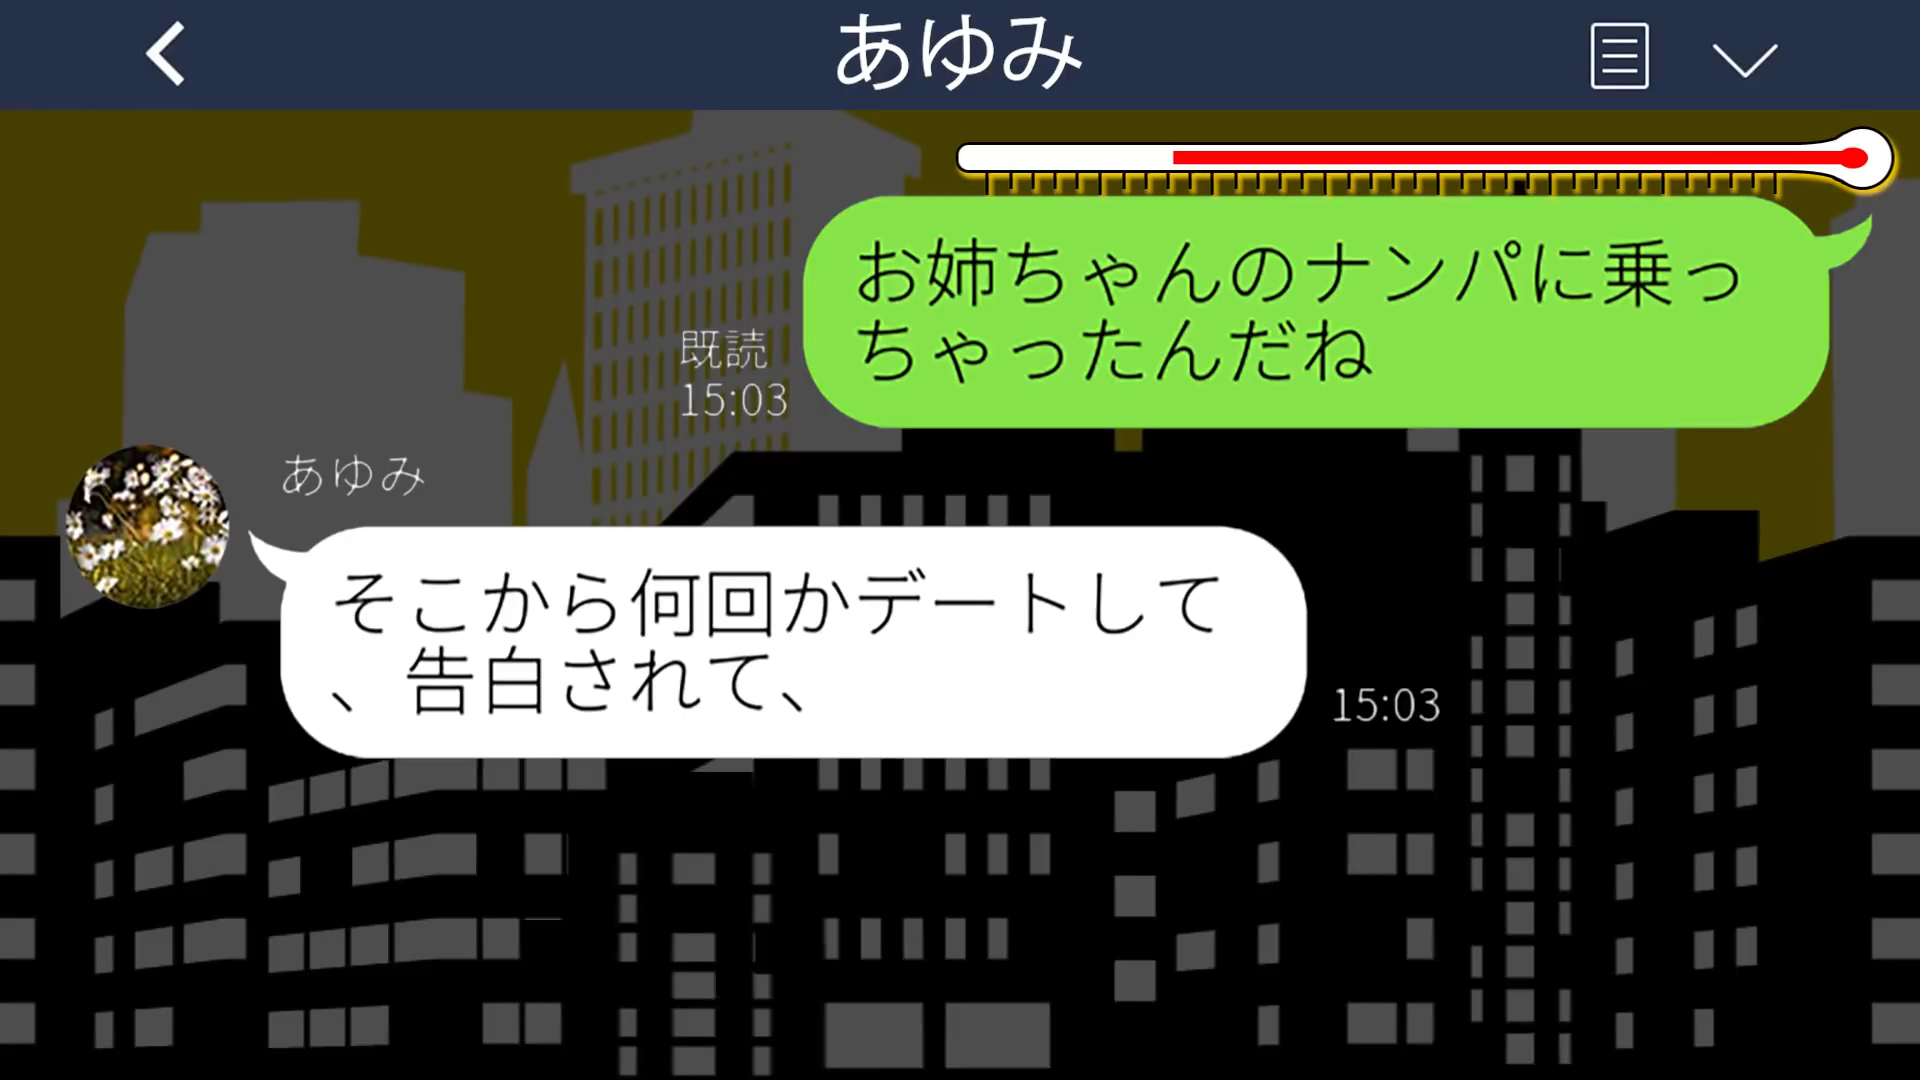 あゆみ
お姉ちゃんのナンパに乗っ
ちゃったんだね
既読
15:03
あゆみ
そこから何回かデートして
、告白されて、
15:03